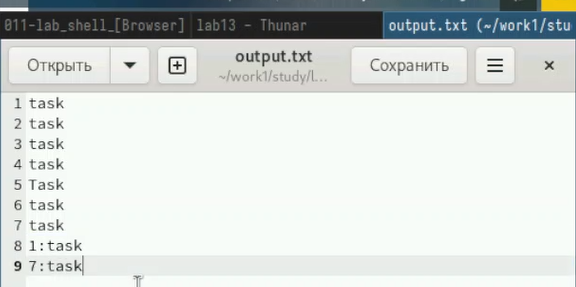 011-lab_shell_[Browser] lab13 - Thunar output.txt (~/work1/stu
Открыть output.txt Сохранить
~/work1/study/l...
1 task
2 task
3 task
4 task
5 Task
6 task
7 task
8 1:task
9 7:task